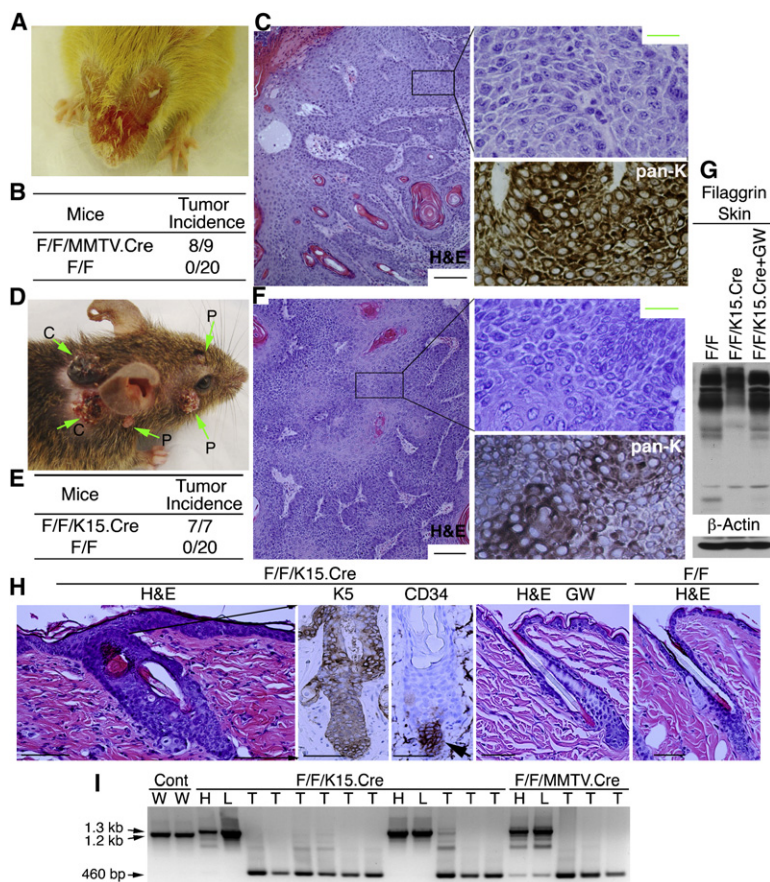 A
B
Mice Tumor Incidence
F/F/MMTV.Cre 8/9
F/F 0/20
C
H&E
pan-K
D
C
P
C
P
P
E
Mice Tumor Incidence
F/F/K15.Cre 7/7
F/F 0/20
F
H&E
pan-K
G
Filaggrin
Skin
F/F
F/F/K15.Cre
F/F/K15.Cre+GW
β-Actin
H
F/F/K15.Cre F/F
H&E K5 CD34 H&E GW H&E
I
Cont F/F/K15.Cre F/F/MMTV.Cre
W W H L T T T T T T H L T T T H L T T T
1.3 kb
1.2 kb
460 bp